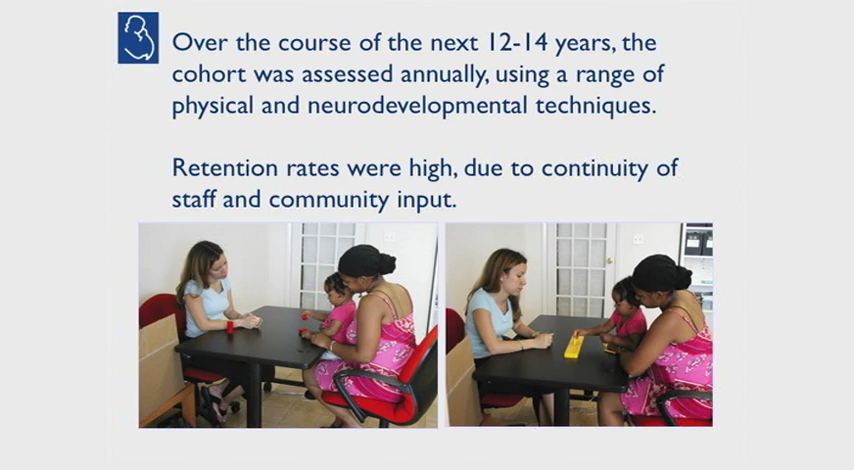 Over the course of the next 12-14 years, the
cohort was assessed annually, using a range of
physical and neurodevelopmental techniques.
Retention rates were high, due to continuity of
staff and community input.